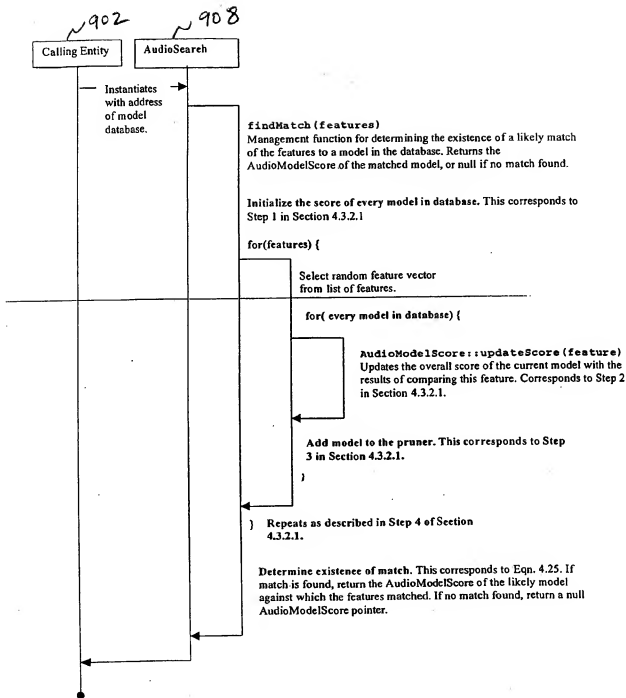 ~902
~908
Calling Entity
AudioSearch
Instantiates
with address
of model
database.
findMatch(features)
Management function for determining the existence of a likely match
of the features to a model in the database. Returns the
AudioModelScore of the matched model, or null if no match found.
Initialize the score of every model in database. This corresponds to
Step 1 in Section 4.3.2.1
for(features) {
Select random feature vector
from list of features.
for( every model in database) {
AudioModelScore::updateScore(feature)
Updates the overall score of the current model with the
results of comparing this feature. Corresponds to Step 2
in Section 4.3.2.1.
Add model to the pruner. This corresponds to Step
3 in Section 4.3.2.1.
}
} Repeats as described in Step 4 of Section
4.3.2.1.
Determine existence of match. This corresponds to Eqn. 4.25. If
match is found, return the AudioModelScore of the likely model
against which the features matched. If no match found, return a null
AudioModelScore pointer.